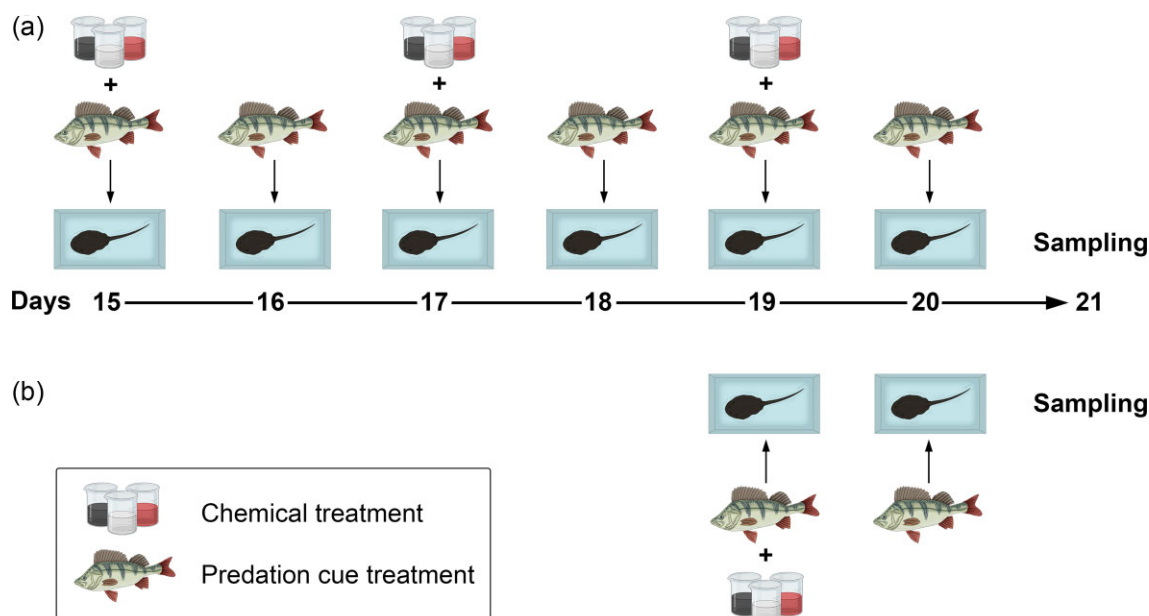 (a)
+
+
+
Sampling
Days 15 16 17 18 19 20 21
(b)
Sampling
Chemical treatment
Predation cue treatment
+